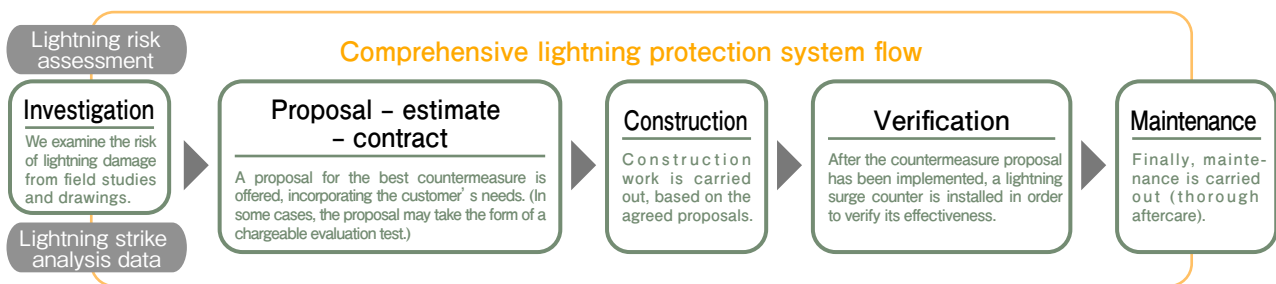 Lightning risk
assessment
Comprehensive lightning protection system flow
Investigation
We examine the risk
of lightning damage
from field studies
and drawings.
Lightning strike
analysis data
Proposal – estimate
– contract
A proposal for the best countermeasure is
offered, incorporating the customer's needs. (In
some cases, the proposal may take the form of a
chargeable evaluation test.)
Construction
Construction
work is carried
out, based on the
agreed proposals.
Verification
After the countermeasure proposal
has been implemented, a lightning
surge counter is installed in order
to verify its effectiveness.
Maintenance
Finally, mainte-
nance is carried
out (thorough
aftercare).